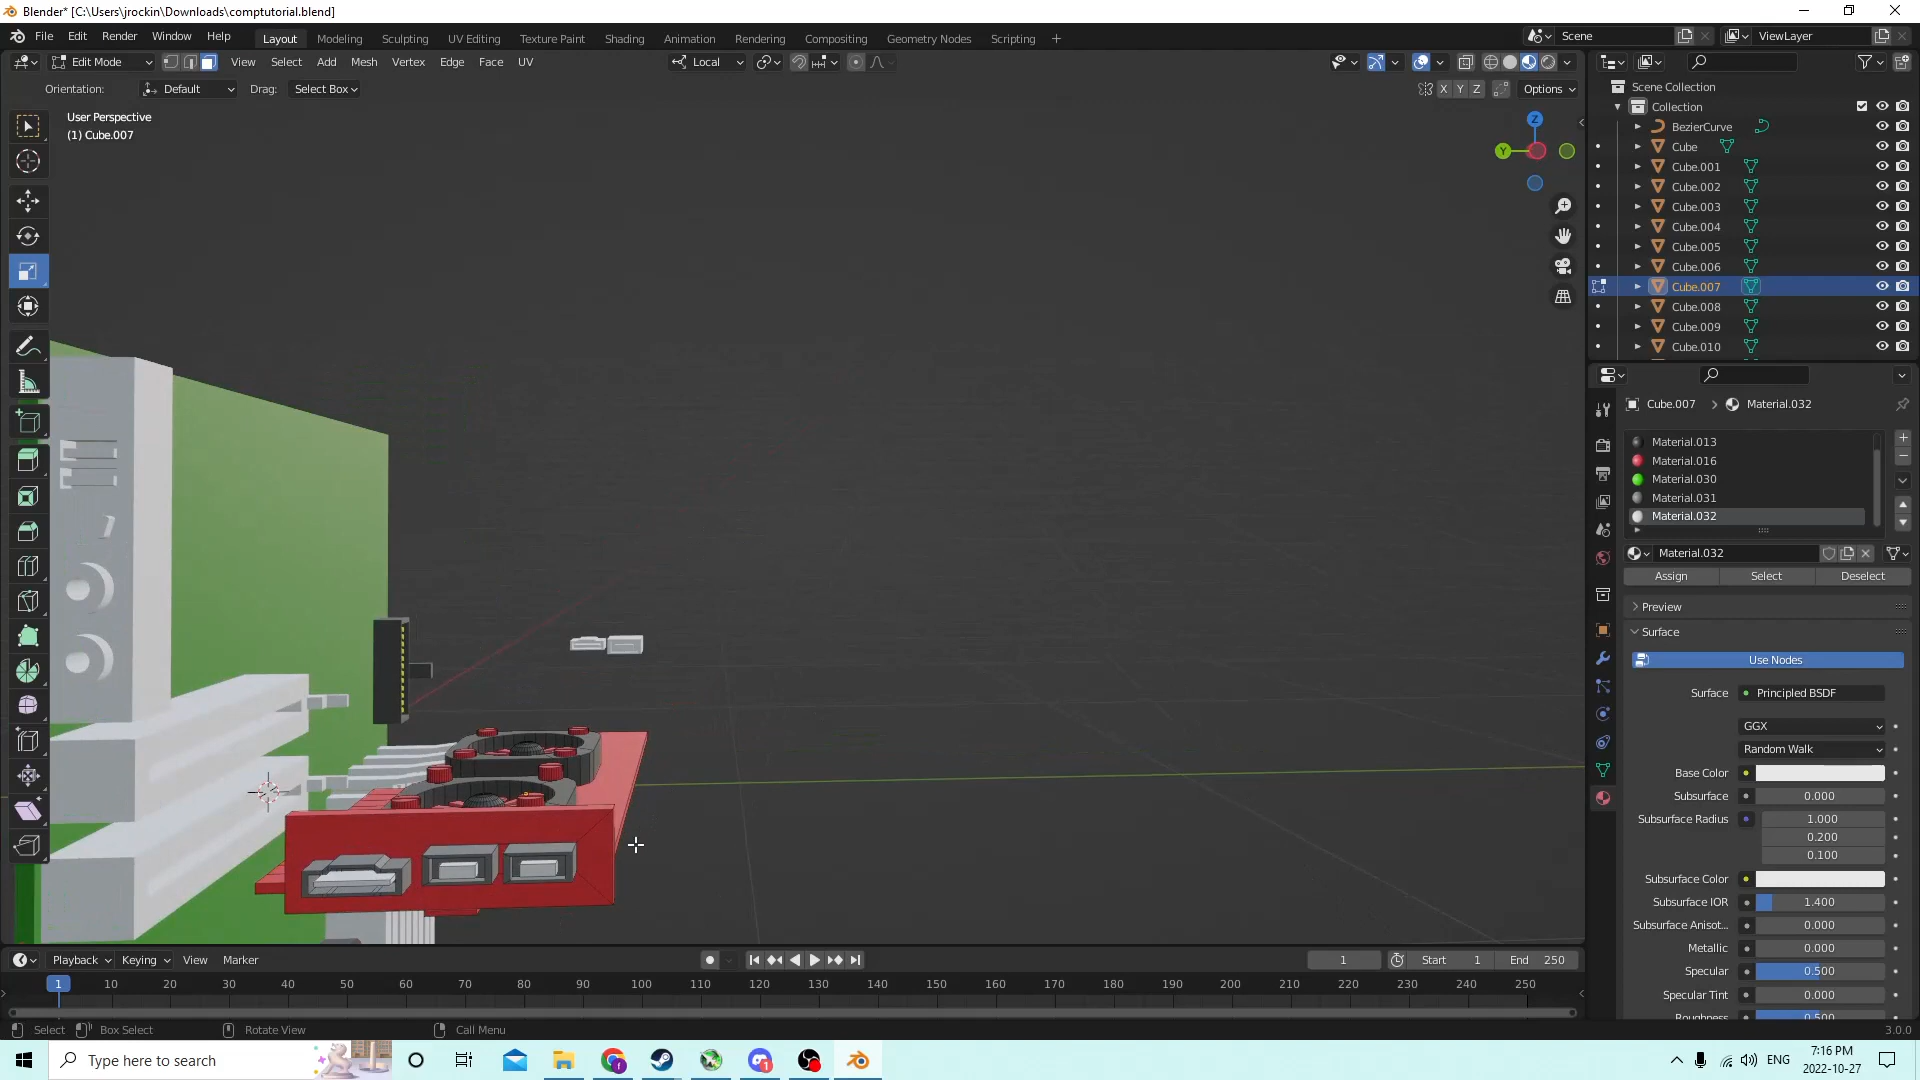 Blender* [C:\Users\jrockin\Downloads\comptutorial.blend]
File Edit Render Window Help Layout Modeling Sculpting UV Editing Texture Paint Shading Animation Rendering Compositing Geometry Nodes Scripting + Scene ViewLayer
Edit Mode View Select Add Mesh Vertex Edge Face UV Local
Orientation: Default Drag: Select Box X Y Z Options
User Perspective
(1) Cube.007
Z
Y
Scene Collection
Collection
BezierCurve
Cube
Cube.001
Cube.002
Cube.003
Cube.004
Cube.005
Cube.006
Cube.007
Cube.008
Cube.009
Cube.010
Cube.007 > Material.032
Material.013
Material.016
Material.030
Material.031
Material.032
Material.032
Assign Select Deselect
Preview
Surface
Use Nodes
Surface Principled BSDF
GGX
Random Walk
Base Color
Subsurface 0.000
Subsurface Radius 1.000
0.200
0.100
Subsurface Color
Subsurface IOR 1.400
Subsurface Anisot... 0.000
Metallic 0.000
Specular 0.500
Specular Tint 0.000
Roughness 0.500
Playback Keying View Marker 1 Start 1 End 250
1 10 20 30 40 50 60 70 80 90 100 110 120 130 140 150 160 170 180 190 200 210 220 230 240 250
Select Box Select Rotate View Call Menu 3.0.0
Type here to search
ENG
7:16 PM
2022-10-27